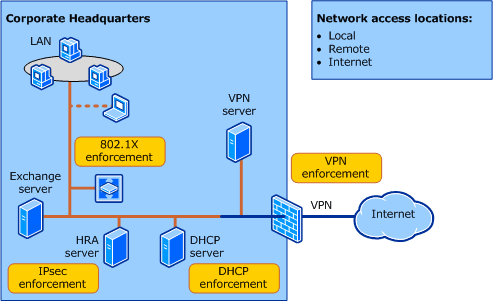 Corporate Headquarters
LAN
802.1X
enforcement
VPN
server
Exchange
server
HRA
server
DHCP
server
IPsec
enforcement
DHCP
enforcement
Network access locations:
• Local
• Remote
• Internet
VPN
enforcement
VPN
Internet